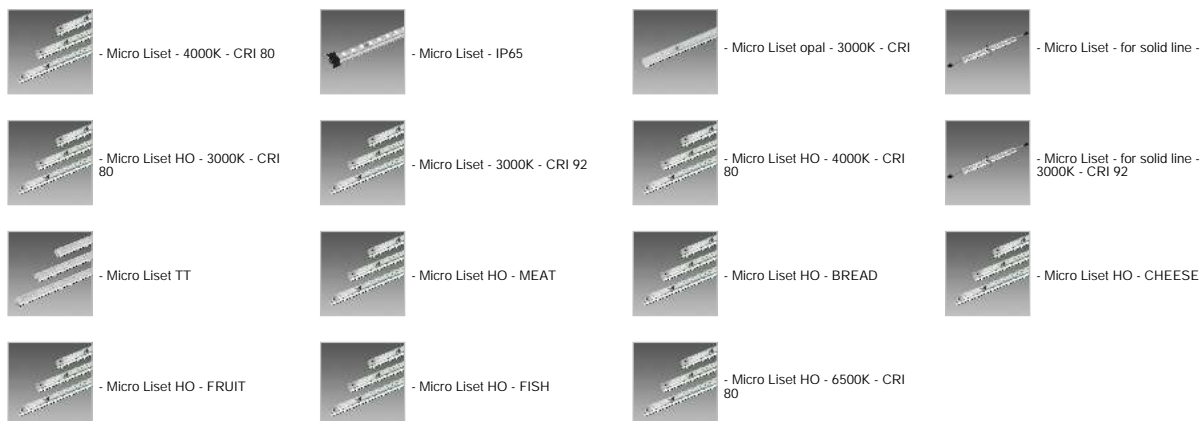 - Micro Liset - 4000K - CRI 80
- Micro Liset - IP65
- Micro Liset opal - 3000K - CRI
- Micro Liset - for solid line -
- Micro Liset HO - 3000K - CRI
80
- Micro Liset - 3000K - CRI 92
- Micro Liset HO - 4000K - CRI
80
- Micro Liset - for solid line -
3000K - CRI 92
- Micro Liset TT
- Micro Liset HO - MEAT
- Micro Liset HO - BREAD
- Micro Liset HO - CHEESE
- Micro Liset HO - FRUIT
- Micro Liset HO - FISH
- Micro Liset HO - 6500K - CRI
80